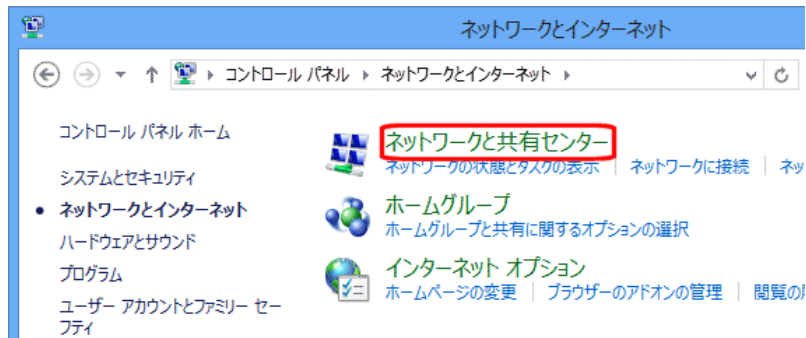 ネットワークとインターネット
コントロール パネル ネットワークとインターネット
コントロール パネル ホーム
システムとセキュリティ
ネットワークとインターネット
ハードウェアとサウンド
プログラム
ユーザー アカウントとファミリー セー
フティ
ネットワークと共有センター
ネットワークの状態とタスクの表示 ネットワークに接続 ネッ
ホームグループ
ホームグループと共有に関するオプションの選択
インターネット オプション
ホームページの変更 ブラウザーのアドオンの管理 閲覧の